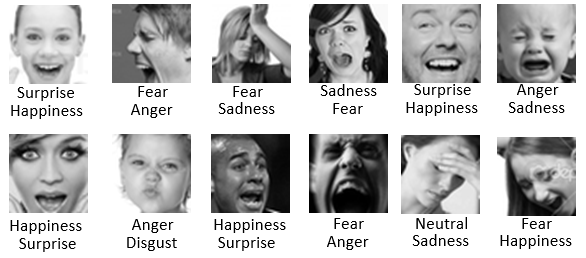 Surprise
Happiness
Fear
Anger
Fear
Sadness
Sadness
Fear
Surprise
Happiness
Anger
Sadness
Happiness
Surprise
Anger
Disgust
Happiness
Surprise
Fear
Anger
Neutral
Sadness
Fear
Happiness